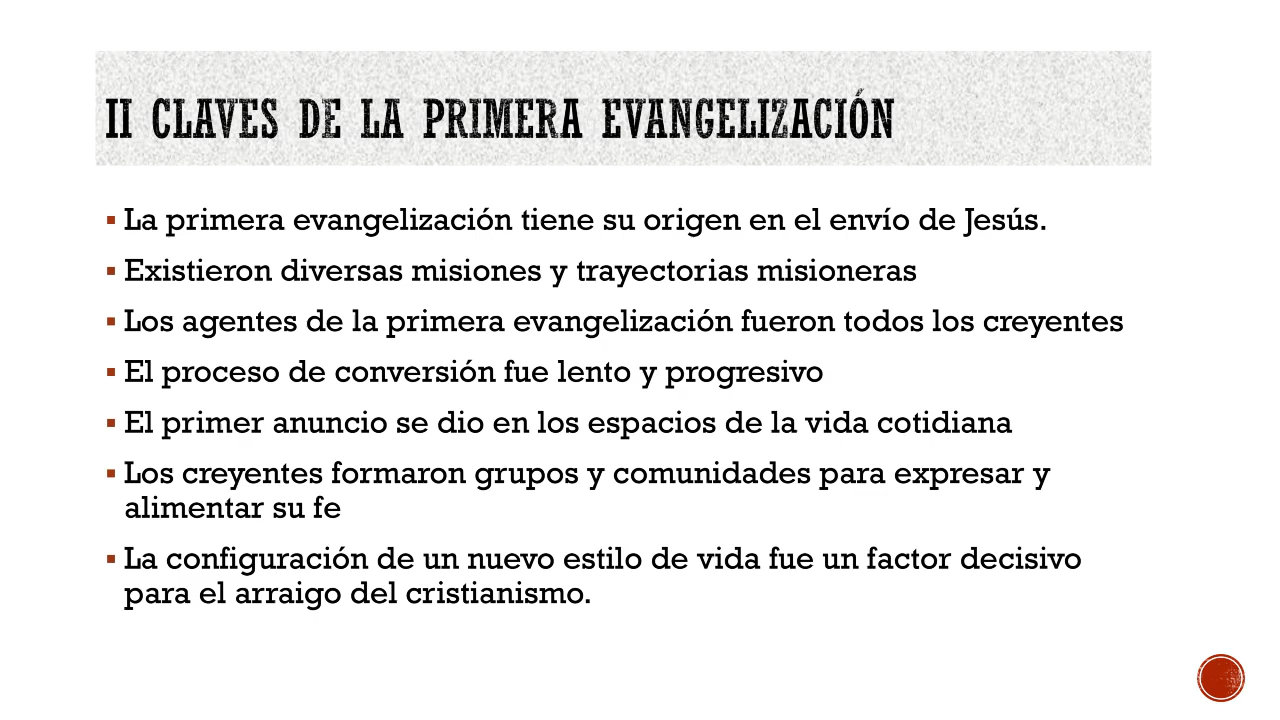 II CLAVES DE LA PRIMERA EVANGELIZACIÓN
▪ La primera evangelización tiene su origen en el envío de Jesús.
▪ Existieron diversas misiones y trayectorias misioneras
▪ Los agentes de la primera evangelización fueron todos los creyentes
▪ El proceso de conversión fue lento y progresivo
▪ El primer anuncio se dio en los espacios de la vida cotidiana
▪ Los creyentes formaron grupos y comunidades para expresar y
alimentar su fe
▪ La configuración de un nuevo estilo de vida fue un factor decisivo
para el arraigo del cristianismo.